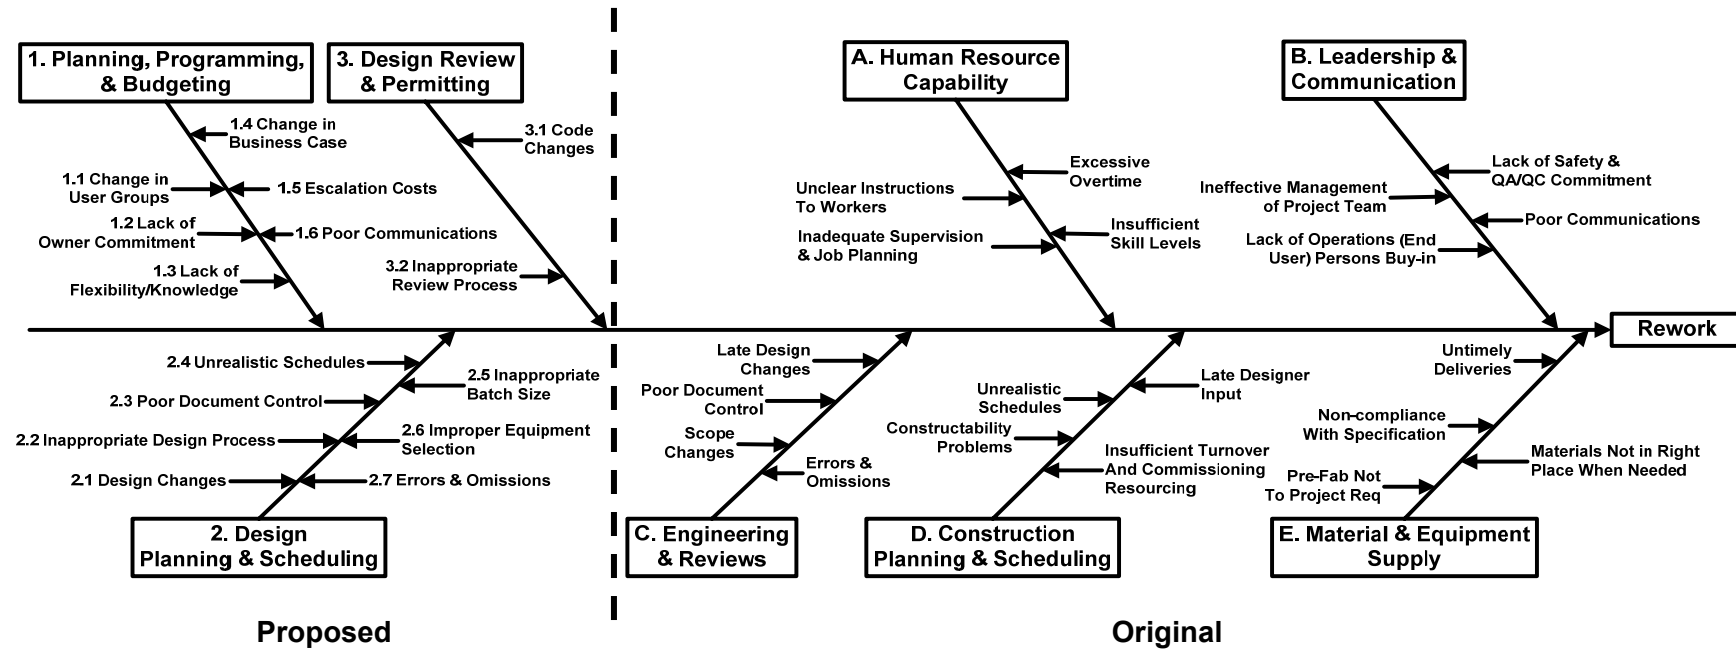 1. Planning, Programming,
& Budgeting
3. Design Review
& Permitting
1.4 Change in
Business Case
1.1 Change in
User Groups
1.5 Escalation Costs
1.2 Lack of
Owner Commitment
1.6 Poor Communications
1.3 Lack of
Flexibility/Knowledge
3.1 Code
Changes
3.2 Inappropriate
Review Process
2.4 Unrealistic Schedules
2.5 Inappropriate
Batch Size
2.3 Poor Document Control
2.2 Inappropriate Design Process
2.6 Improper Equipment
Selection
2.1 Design Changes
2.7 Errors & Omissions
2. Design
Planning & Scheduling
Proposed
A. Human Resource
Capability
B. Leadership &
Communication
Excessive
Overtime
Unclear Instructions
To Workers
Insufficient
Skill Levels
Inadequate Supervision
& Job Planning
Lack of Safety &
QA/QC Commitment
Ineffective Management
of Project Team
Poor Communications
Lack of Operations (End
User) Persons Buy-in
Rework
Late Design
Changes
Poor Document
Control
Scope
Changes
Errors &
Omissions
C. Engineering
& Reviews
Late Designer
Input
Unrealistic
Schedules
Constructability
Problems
Insufficient Turnover
And Commissioning
Resourcing
D. Construction
Planning & Scheduling
Untimely
Deliveries
Non-compliance
With Specification
Materials Not in Right
Place When Needed
Pre-Fab Not
To Project Req
E. Material & Equipment
Supply
Original